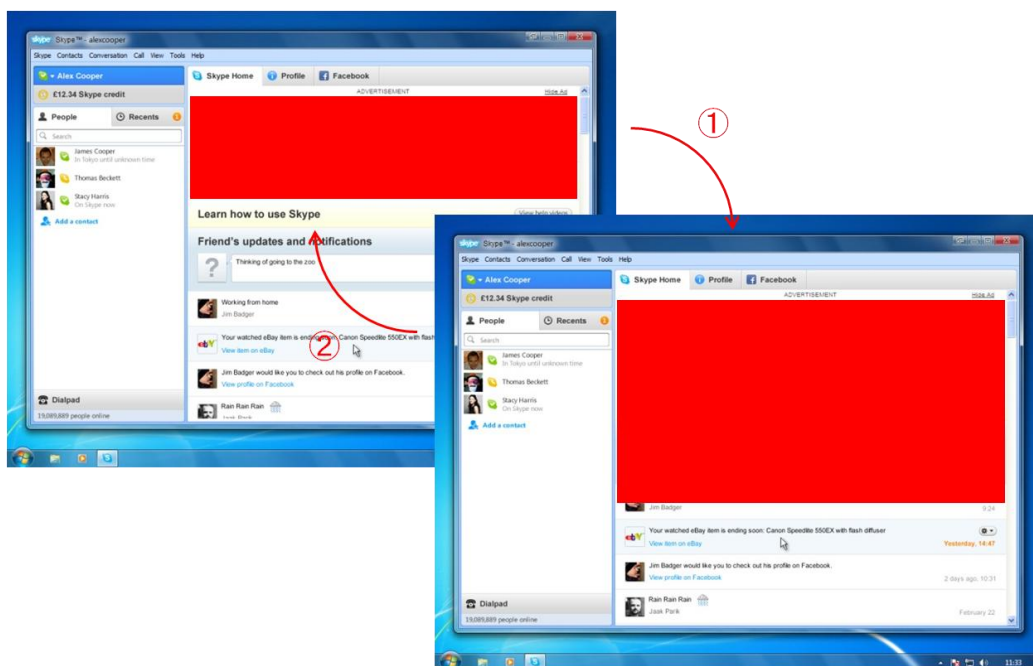 skype Skype™ - alexcooper
Skype Contacts Conversation Call View Tools Help
Alex Cooper
£12.34 Skype credit
People
Recents
Search
James Cooper
In Tokyo until unknown time
Thomas Beckett
Stacy Harris
On Skype now
Add a contact
Dialpad
19,089,889 people online
Skype Home Profile Facebook
ADVERTISEMENT Hide Ad
Learn how to use Skype
View help videos
Friend's updates and notifications
?
Thinking of going to the zoo
Working from home
Jim Badger
ebY Your watched eBay item is ending soon: Canon Speedlite 550EX with flash
View item on eBay
Jim Badger would like you to check out his profile on Facebook.
View profile on Facebook
Rain Rain Rain
Jaak Porik
①
②
skype Skype™ - alexcooper
Skype Contacts Conversation Call View Tools Help
Alex Cooper
£12.34 Skype credit
People
Recents
Search
James Cooper
In Tokyo until unknown time
Thomas Beckett
Stacy Harris
On Skype now
Add a contact
Dialpad
19,089,889 people online
Skype Home Profile Facebook
ADVERTISEMENT Hide Ad
Jim Badger 9:24
ebY Your watched eBay item is ending soon: Canon Speedlite 550EX with flash diffuser
View item on eBay Yesterday, 14:47
Jim Badger would like you to check out his profile on Facebook.
View profile on Facebook 2 days ago, 10:31
Rain Rain Rain
Jaak Porik February 22
11:33